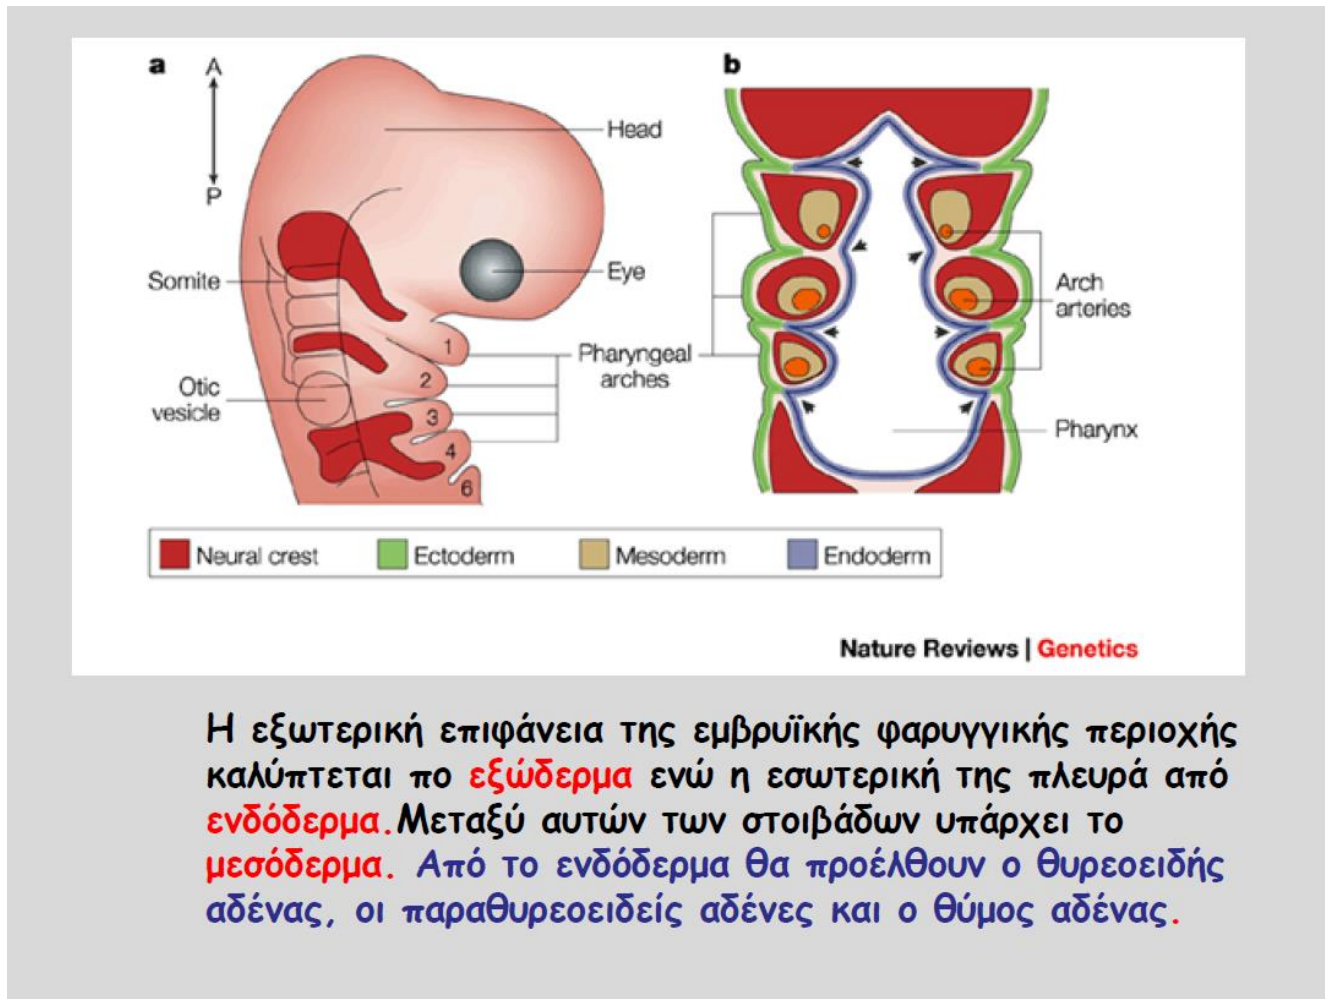 a
A
P
Head
Somite
Eye
Otic
vesicle
Pharyngeal
arches
1
2
3
4
6
b
Arch
arteries
Pharynx
Neural crest
Ectoderm
Mesoderm
Endoderm
Nature Reviews | Genetics
Η εξωτερική επιφάνεια της εμβρυϊκής φαρυγγικής περιοχής
καλύπτεται πο εξώδερμα ενώ η εσωτερική της πλευρά από
ενδόδερμα.Μεταξύ αυτών των στοιβάδων υπάρχει το
μεσόδερμα. Από το ενδόδερμα θα προέλθουν ο θυρεοειδής
αδένας, οι παραθυρεοειδείς αδένες και ο θύμος αδένας.